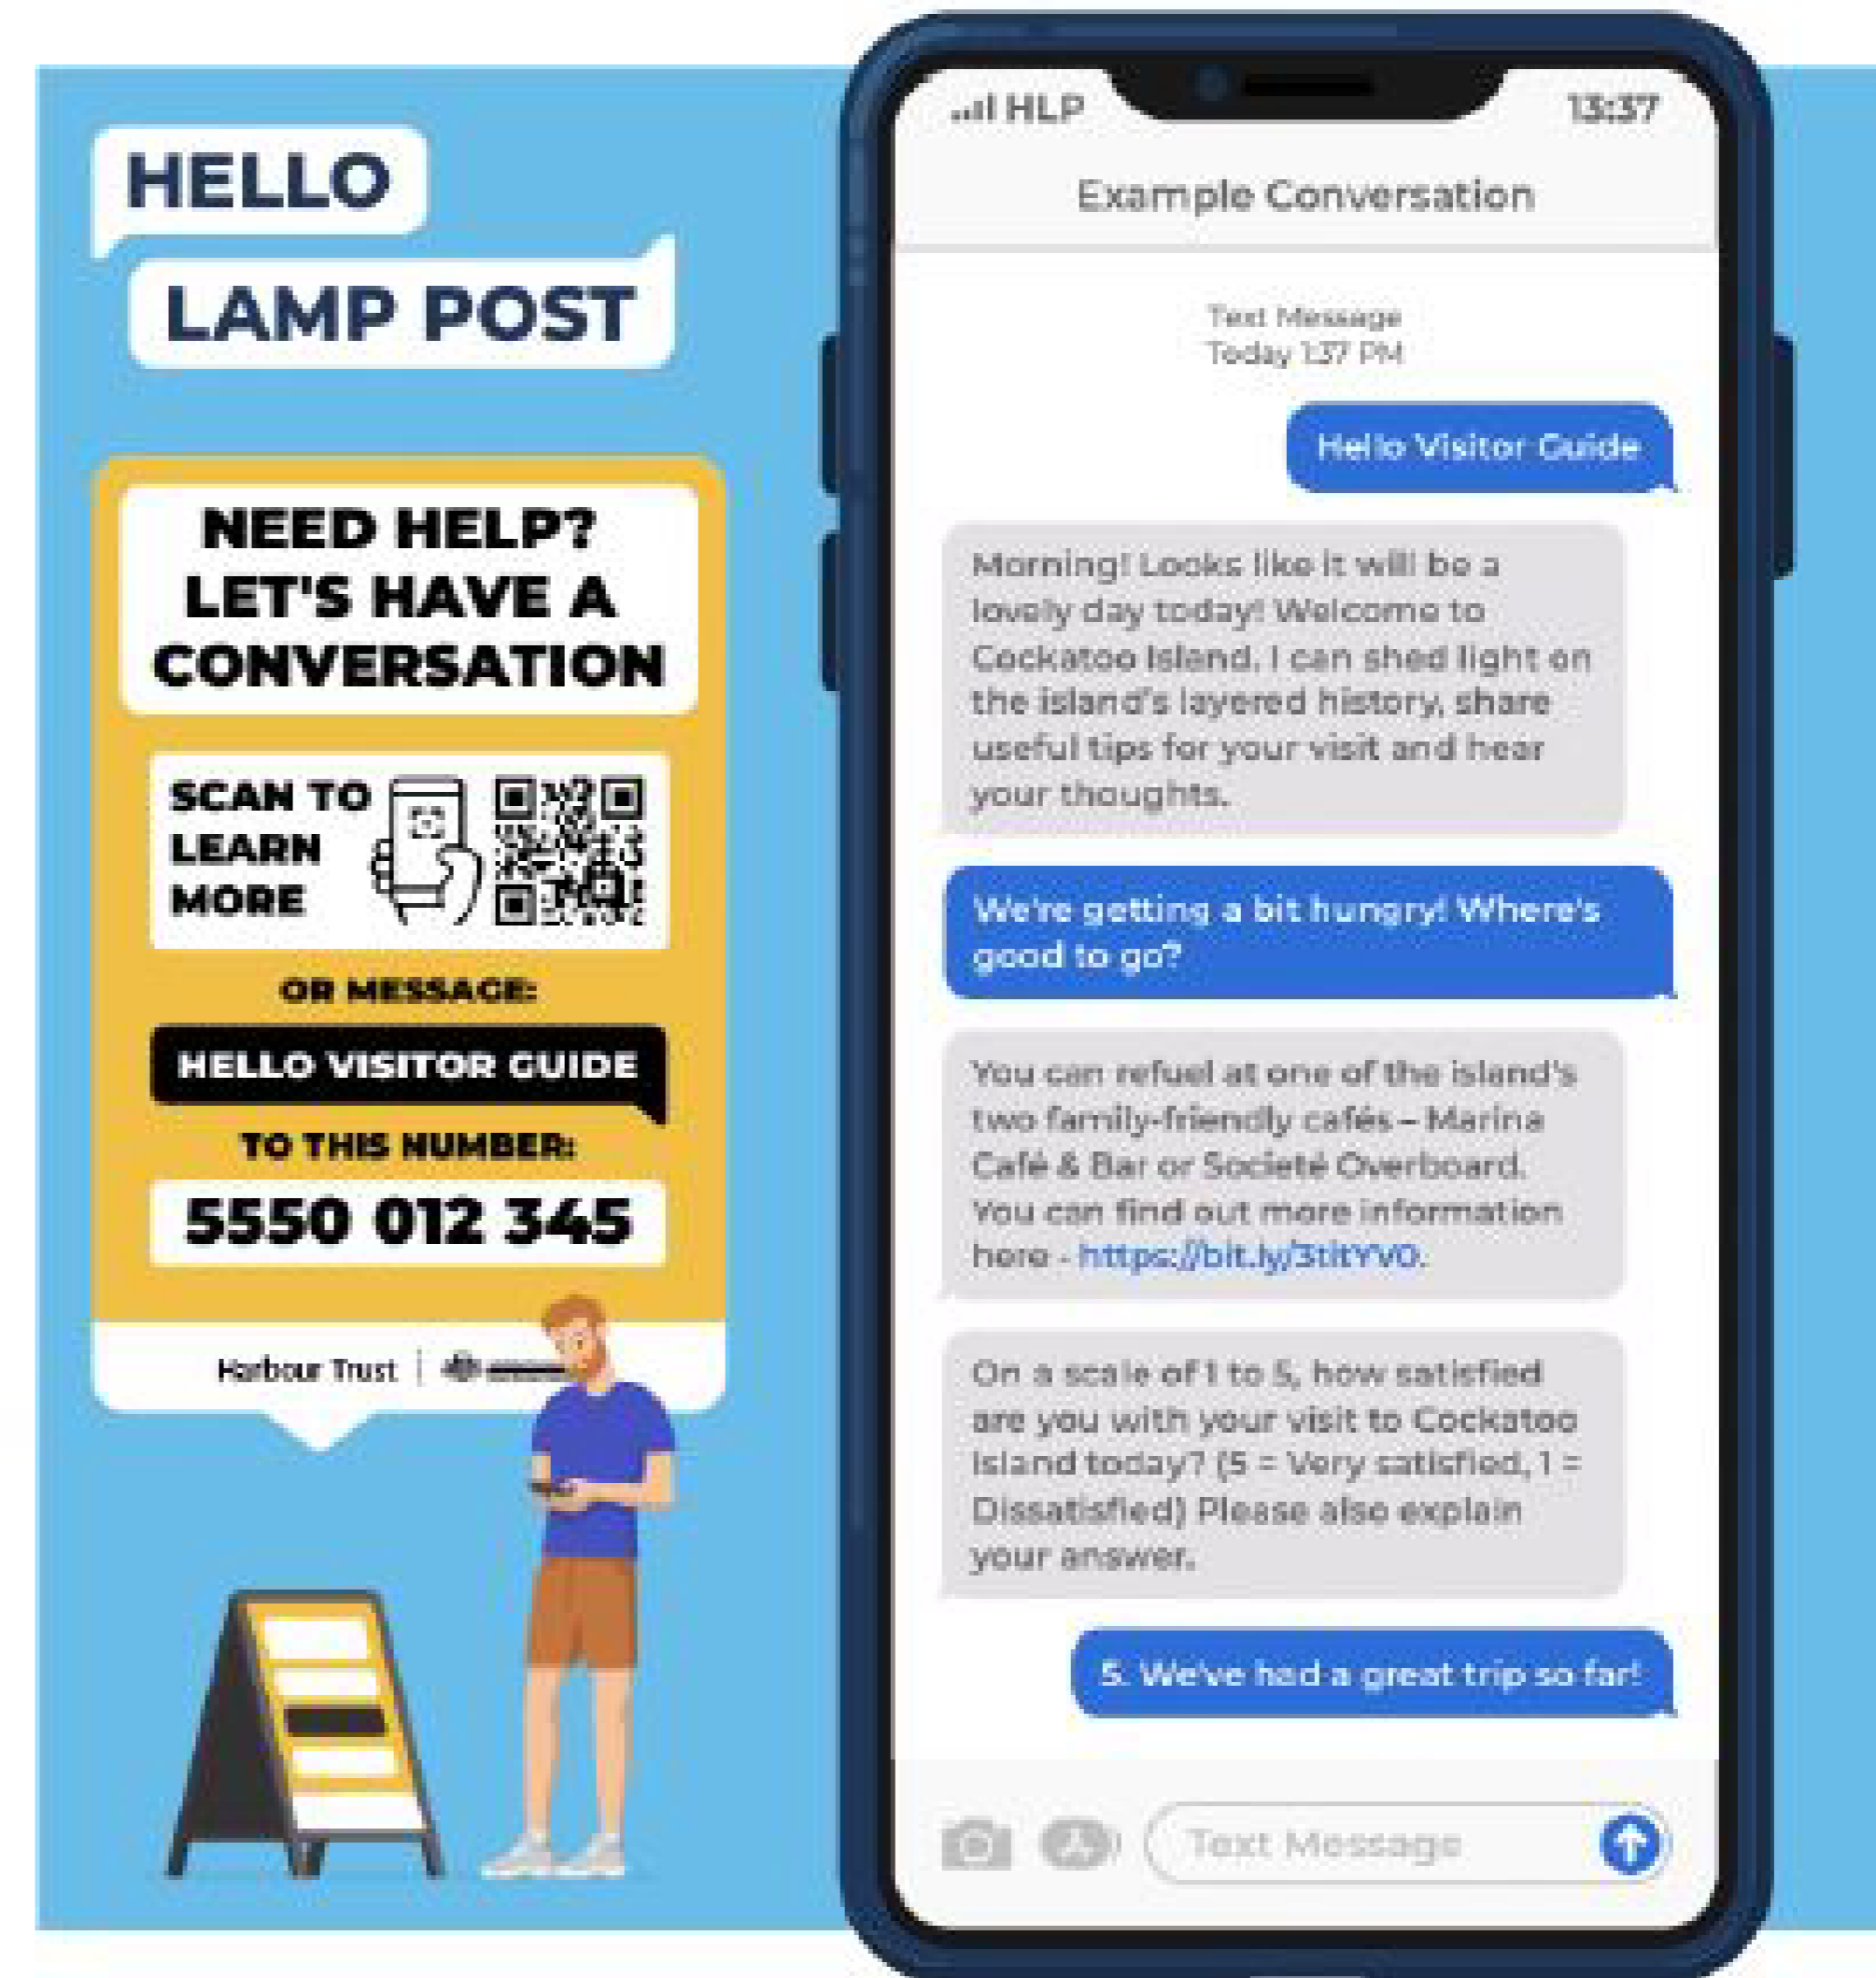 HELLO
LAMP POST
NEED HELP?
LET'S HAVE A
CONVERSATION
SCAN TO
LEARN
MORE
OR MESSAGE:
HELLO VISITOR GUIDE
TO THIS NUMBER:
5550 012 345
Harbour Trust
HLP 13:37
Example Conversation
Text Message
Today 1:37 PM
Hello Visitor Guide
Morning! Looks like it will be a
lovely day today! Welcome to
Cockatoo Island. I can shed light on
the island's layered history, share
useful tips for your visit and hear
your thoughts.
We're getting a bit hungry! Where's
good to go?
You can refuel at one of the island's
two family-friendly cafés – Marina
Café & Bar or Societé Overboard.
You can find out more information
here -
On a scale of 1 to 5, how satisfied
are you with your visit to Cockatoo
Island today? (5 = Very satisfied, 1 =
Dissatisfied) Please also explain
your answer.
5. We've had a great trip so far!
Text Message